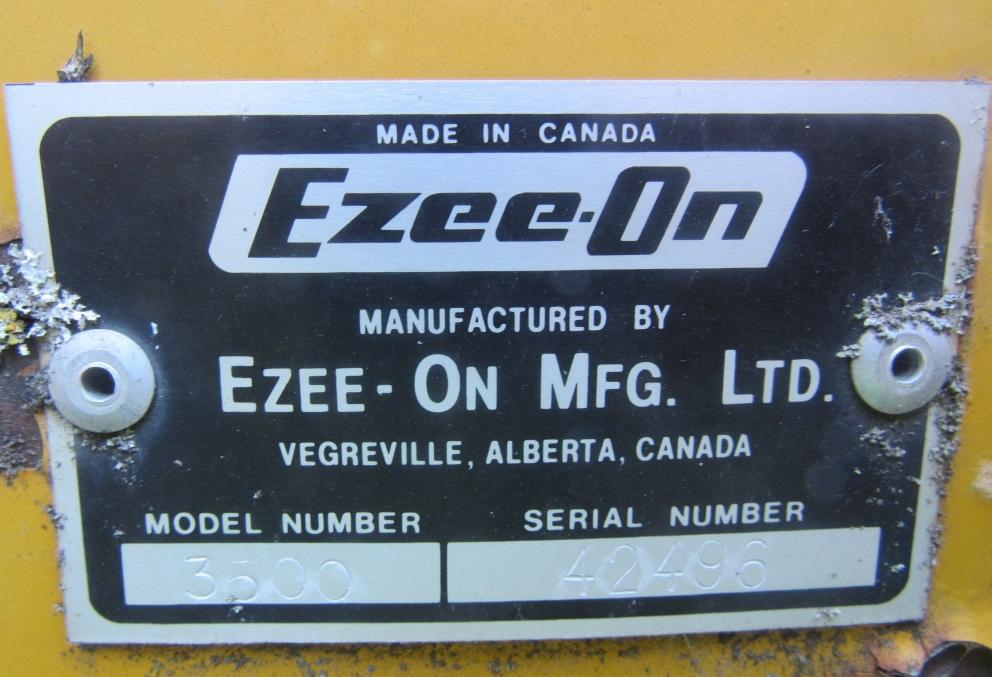 MADE IN CANADA
Ezee-On
MANUFACTURED BY
EZEE-ON MFG. LTD.
VEGREVILLE, ALBERTA, CANADA
MODEL NUMBER SERIAL NUMBER
3500 42496